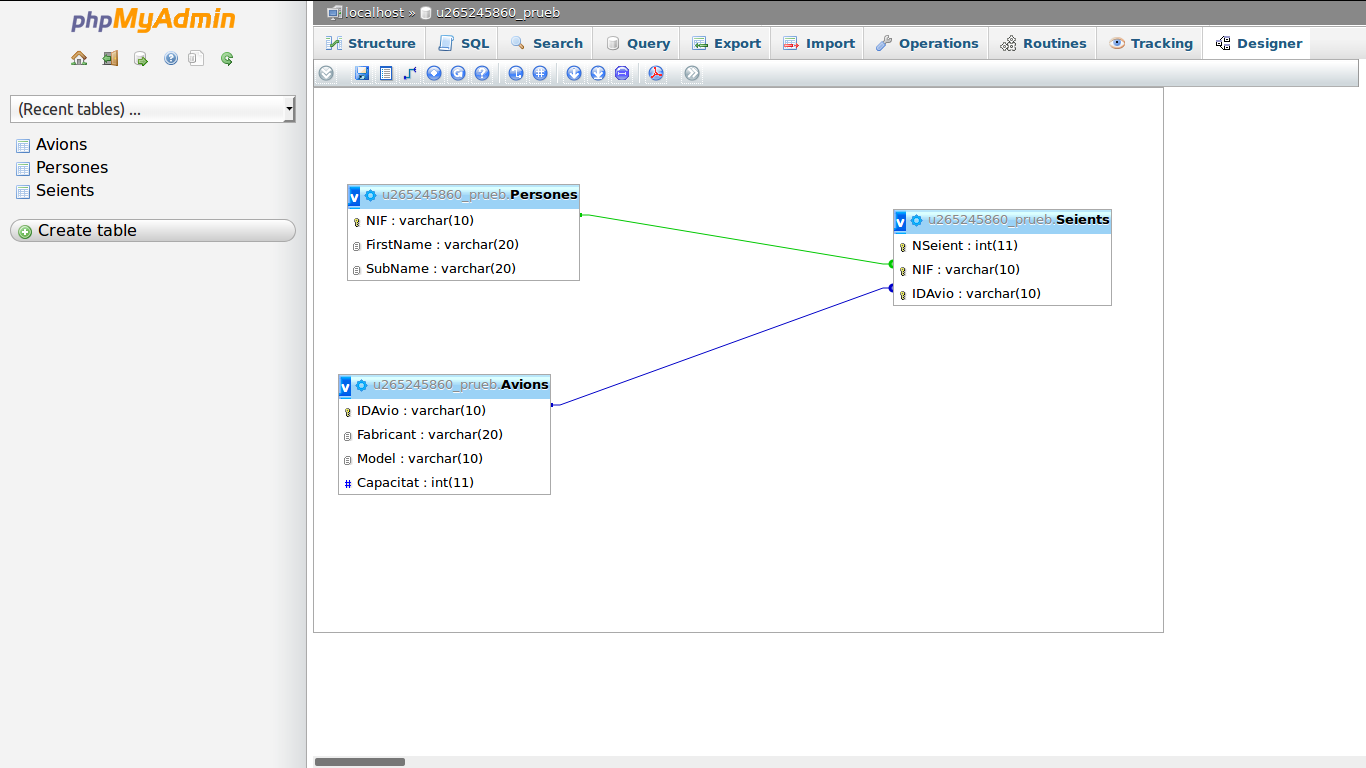 phpMyAdmin
(Recent tables) ...
Avions
Persones
Seients
Create table
localhost » u265245860_prueb
Structure SQL Search Query Export Import Operations Routines Tracking Designer
v u265245860_prueb.Persones
NIF : varchar(10)
FirstName : varchar(20)
SubName : varchar(20)
v u265245860_prueb.Seients
NSeient : int(11)
NIF : varchar(10)
IDAvio : varchar(10)
v u265245860_prueb.Avions
IDAvio : varchar(10)
Fabricant : varchar(20)
Model : varchar(10)
# Capacitat : int(11)